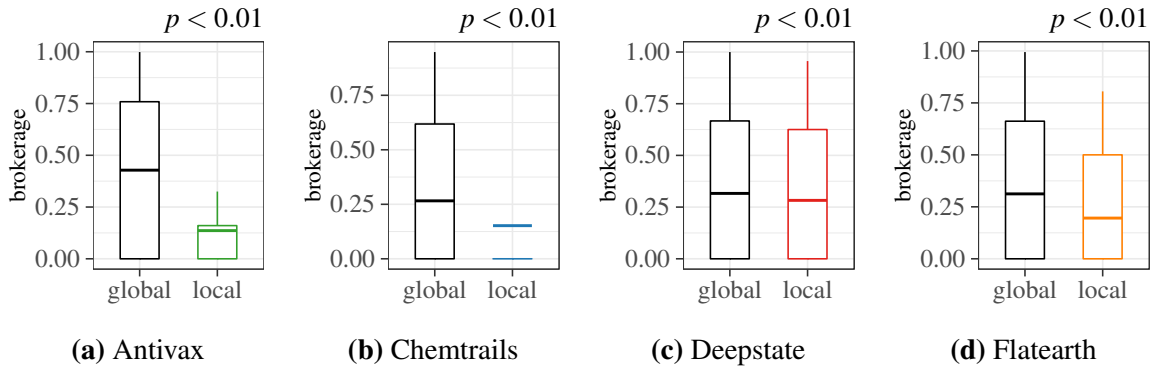 p < 0.01
brokerage
1.00
0.75
0.50
0.25
0.00
global local
(a) Antivax
p < 0.01
brokerage
0.75
0.50
0.25
0.00
global local
(b) Chemtrails
p < 0.01
brokerage
1.00
0.75
0.50
0.25
0.00
global local
(c) Deepstate
p < 0.01
brokerage
1.00
0.75
0.50
0.25
0.00
global local
(d) Flatearth